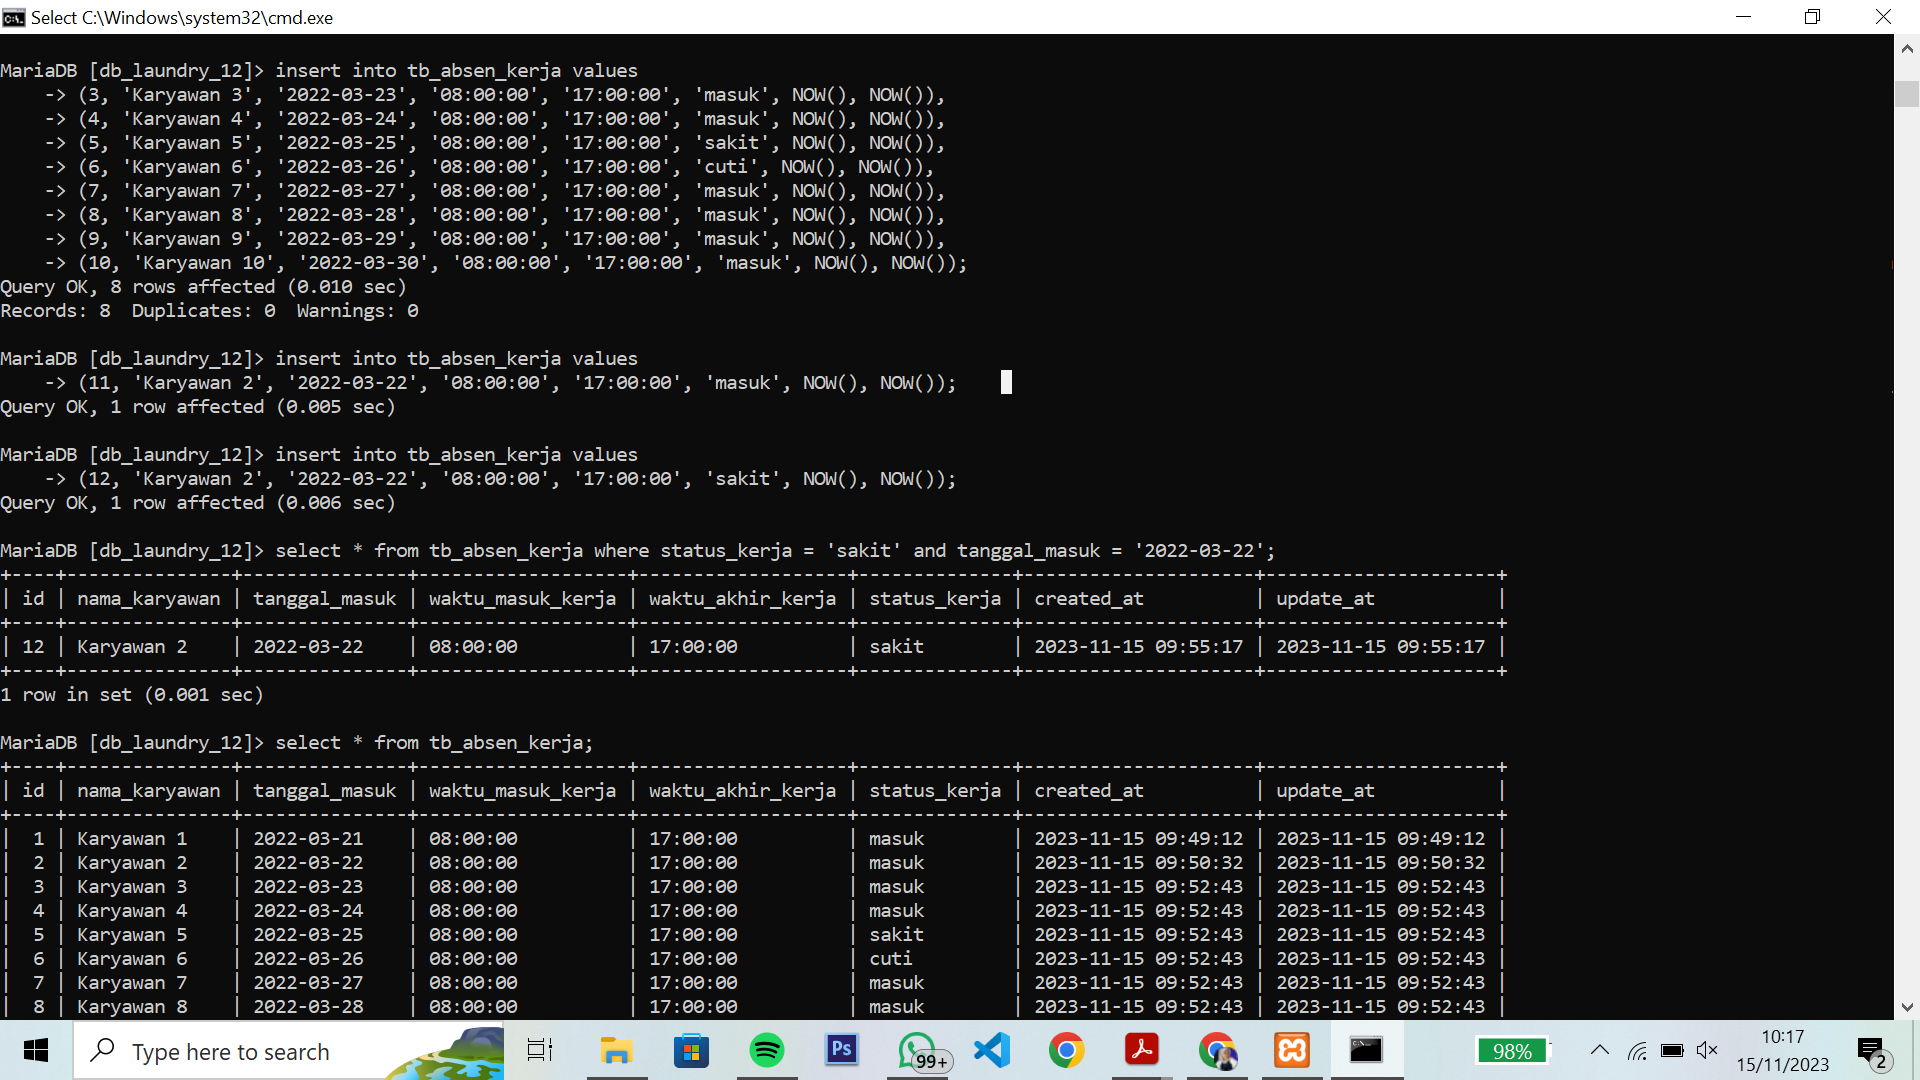 Select C:\Windows\system32\cmd.exe
MariaDB [db_laundry_12]> insert into tb_absen_kerja values
    -> (3, 'Karyawan 3', '2022-03-23', '08:00:00', '17:00:00', 'masuk', NOW(), NOW()),
    -> (4, 'Karyawan 4', '2022-03-24', '08:00:00', '17:00:00', 'masuk', NOW(), NOW()),
    -> (5, 'Karyawan 5', '2022-03-25', '08:00:00', '17:00:00', 'sakit', NOW(), NOW()),
    -> (6, 'Karyawan 6', '2022-03-26', '08:00:00', '17:00:00', 'cuti', NOW(), NOW()),
    -> (7, 'Karyawan 7', '2022-03-27', '08:00:00', '17:00:00', 'masuk', NOW(), NOW()),
    -> (8, 'Karyawan 8', '2022-03-28', '08:00:00', '17:00:00', 'masuk', NOW(), NOW()),
    -> (9, 'Karyawan 9', '2022-03-29', '08:00:00', '17:00:00', 'masuk', NOW(), NOW()),
    -> (10, 'Karyawan 10', '2022-03-30', '08:00:00', '17:00:00', 'masuk', NOW(), NOW());
Query OK, 8 rows affected (0.010 sec)
Records: 8  Duplicates: 0  Warnings: 0
MariaDB [db_laundry_12]> insert into tb_absen_kerja values
    -> (11, 'Karyawan 2', '2022-03-22', '08:00:00', '17:00:00', 'masuk', NOW(), NOW());
Query OK, 1 row affected (0.005 sec)
MariaDB [db_laundry_12]> insert into tb_absen_kerja values
    -> (12, 'Karyawan 2', '2022-03-22', '08:00:00', '17:00:00', 'sakit', NOW(), NOW());
Query OK, 1 row affected (0.006 sec)
MariaDB [db_laundry_12]> select * from tb_absen_kerja where status_kerja = 'sakit' and tanggal_masuk = '2022-03-22';
| id | nama_karyawan | tanggal_masuk | waktu_masuk_kerja | waktu_akhir_kerja | status_kerja | created_at          | update_at           |
| 12 | Karyawan 2    | 2022-03-22    | 08:00:00          | 17:00:00          | sakit        | 2023-11-15 09:55:17 | 2023-11-15 09:55:17 |
1 row in set (0.001 sec)
MariaDB [db_laundry_12]> select * from tb_absen_kerja;
| id | nama_karyawan | tanggal_masuk | waktu_masuk_kerja | waktu_akhir_kerja | status_kerja | created_at          | update_at           |
|  1 | Karyawan 1    | 2022-03-21    | 08:00:00          | 17:00:00          | masuk        | 2023-11-15 09:49:12 | 2023-11-15 09:49:12 |
|  2 | Karyawan 2    | 2022-03-22    | 08:00:00          | 17:00:00          | masuk        | 2023-11-15 09:50:32 | 2023-11-15 09:50:32 |
|  3 | Karyawan 3    | 2022-03-23    | 08:00:00          | 17:00:00          | masuk        | 2023-11-15 09:52:43 | 2023-11-15 09:52:43 |
|  4 | Karyawan 4    | 2022-03-24    | 08:00:00          | 17:00:00          | masuk        | 2023-11-15 09:52:43 | 2023-11-15 09:52:43 |
|  5 | Karyawan 5    | 2022-03-25    | 08:00:00          | 17:00:00          | sakit        | 2023-11-15 09:52:43 | 2023-11-15 09:52:43 |
|  6 | Karyawan 6    | 2022-03-26    | 08:00:00          | 17:00:00          | cuti         | 2023-11-15 09:52:43 | 2023-11-15 09:52:43 |
|  7 | Karyawan 7    | 2022-03-27    | 08:00:00          | 17:00:00          | masuk        | 2023-11-15 09:52:43 | 2023-11-15 09:52:43 |
|  8 | Karyawan 8    | 2022-03-28    | 08:00:00          | 17:00:00          | masuk        | 2023-11-15 09:52:43 | 2023-11-15 09:52:43 |
Type here to search
Ps
99+
98%
10:17
15/11/2023
2